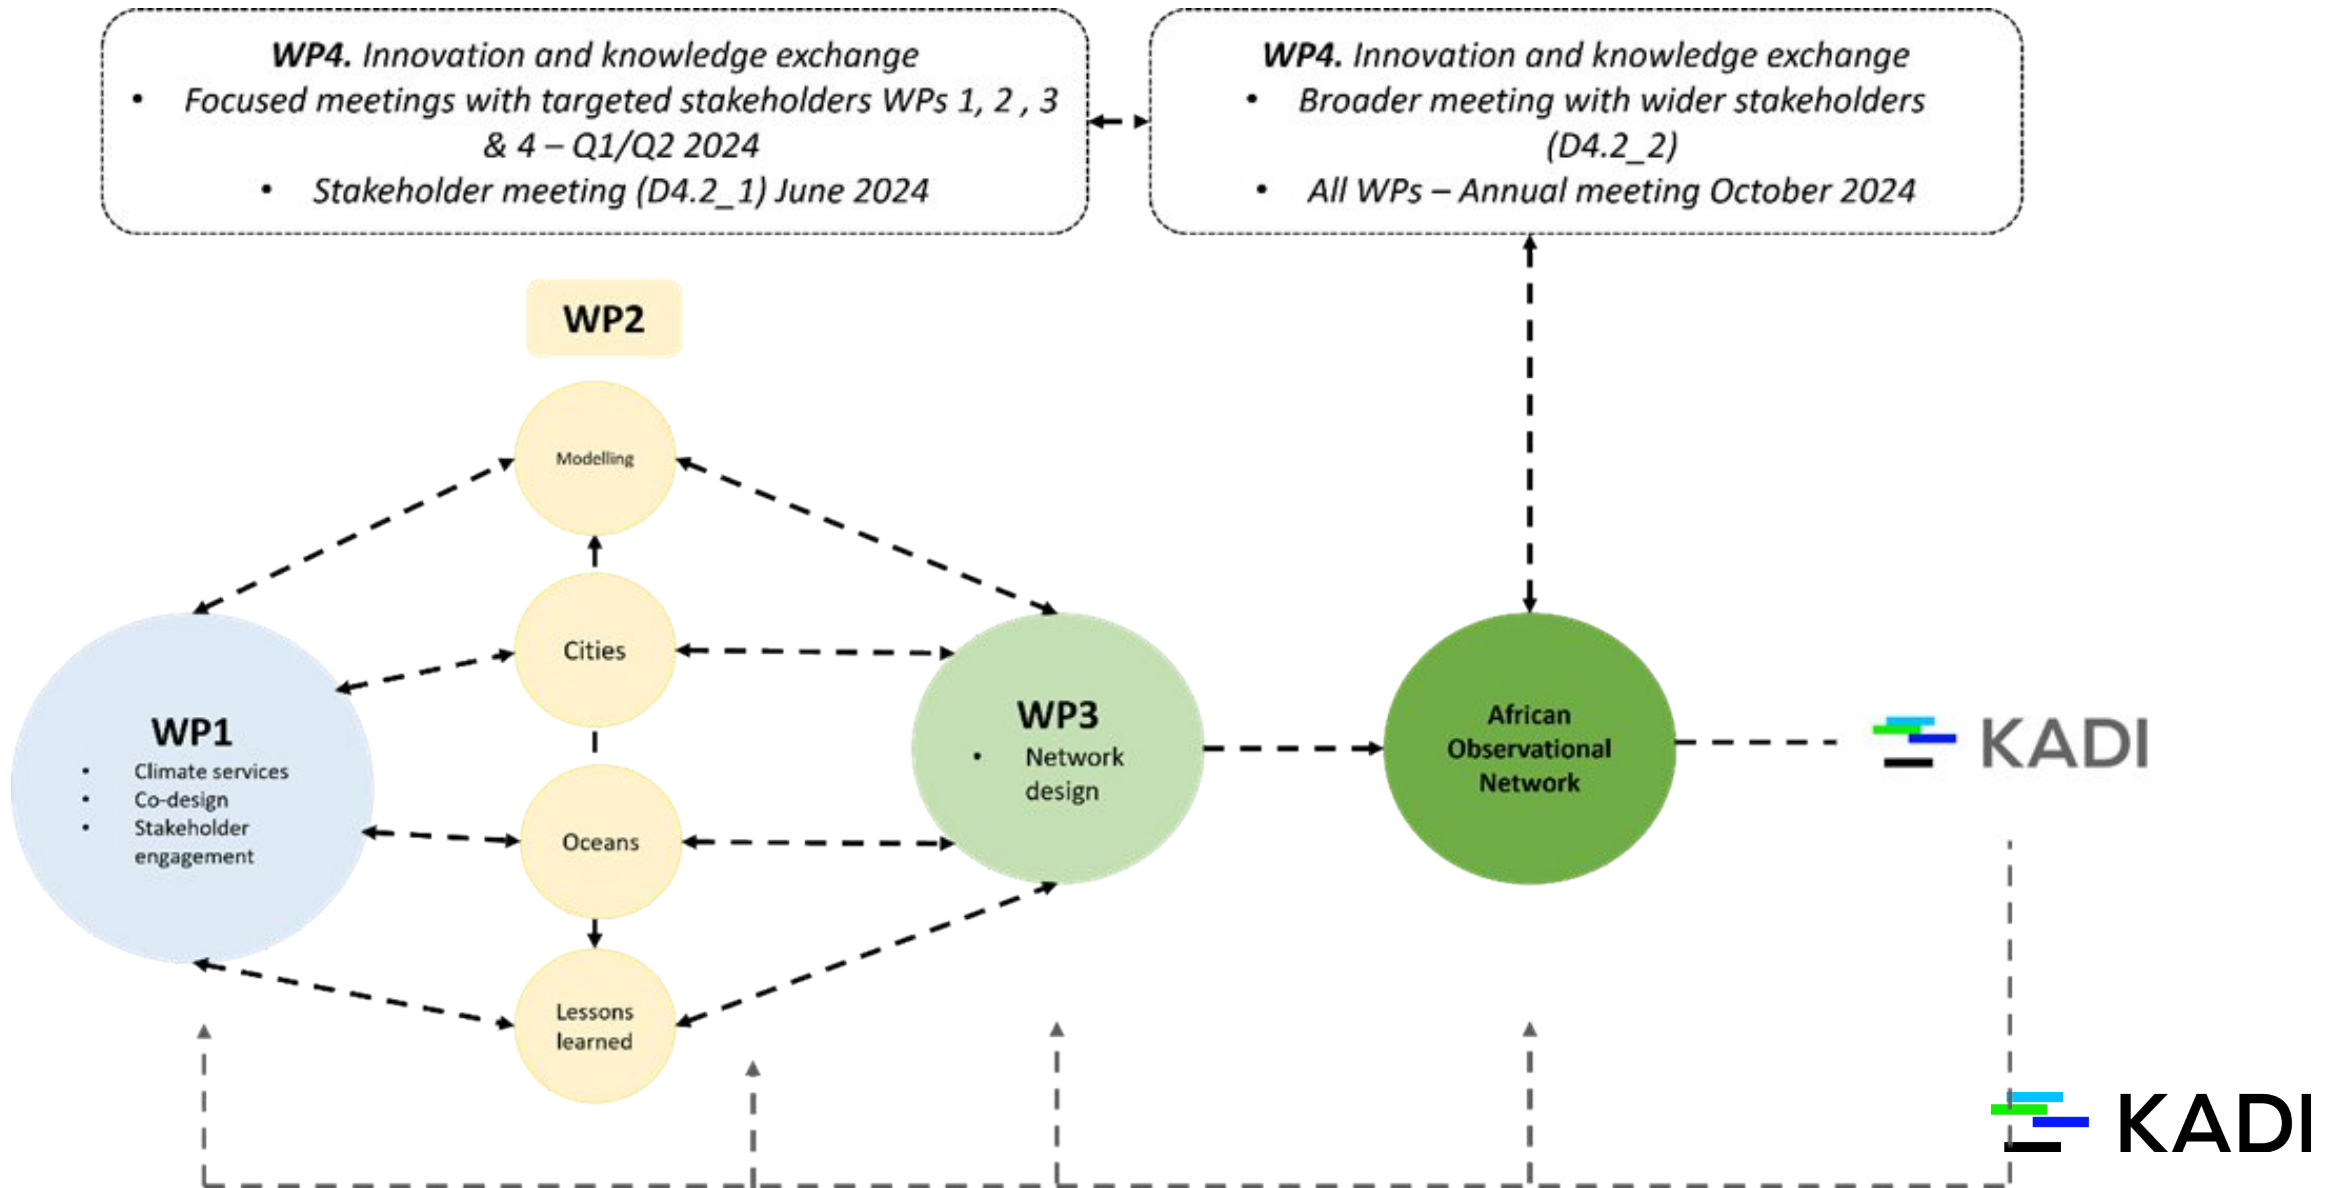 WP4. Innovation and knowledge exchange
• Focused meetings with targeted stakeholders WPs 1, 2 , 3
& 4 – Q1/Q2 2024
• Stakeholder meeting (D4.2_1) June 2024
WP4. Innovation and knowledge exchange
• Broader meeting with wider stakeholders
(D4.2_2)
• All WPs – Annual meeting October 2024
WP2
Modelling
Cities
Oceans
Lessons
learned
WP1
• Climate services
• Co-design
• Stakeholder
engagement
WP3
• Network
design
African
Observational
Network
KADI
KADI